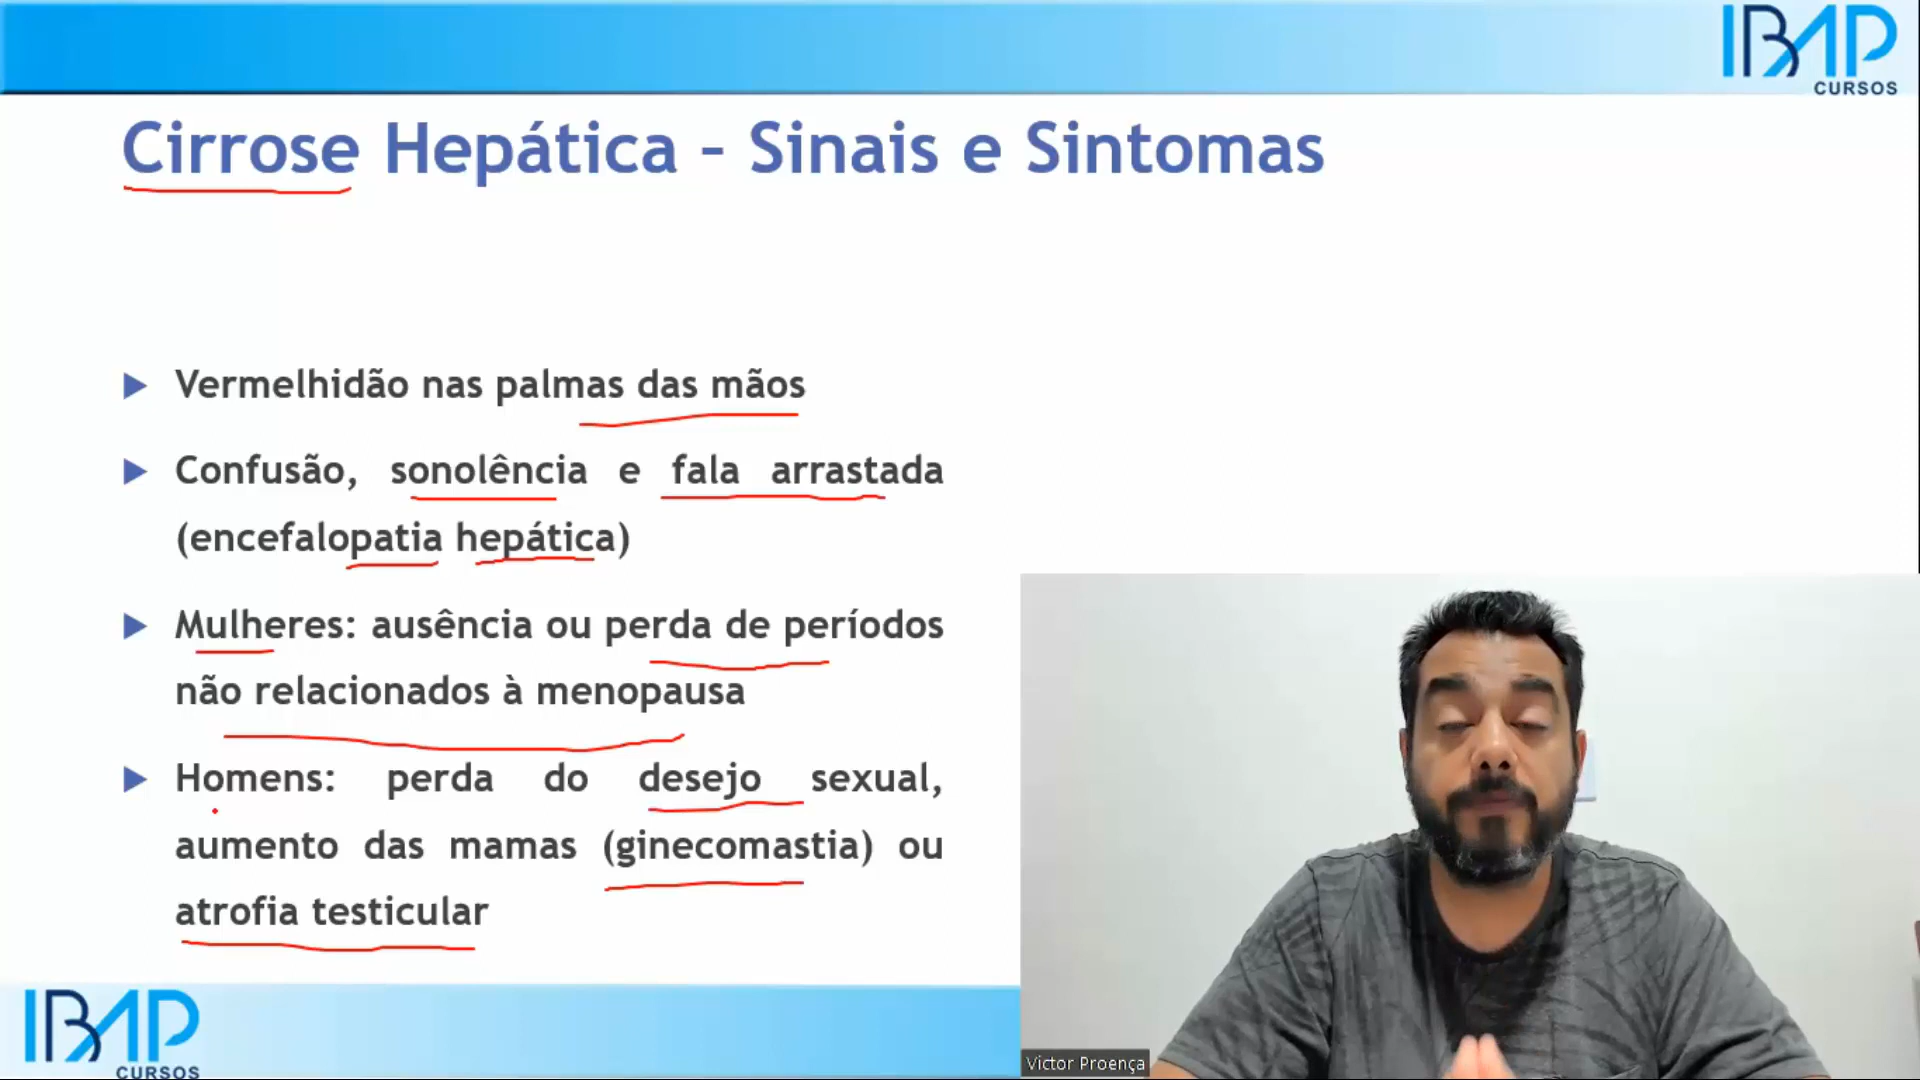 IBAP
CURSOS
Cirrose Hepática - Sinais e Sintomas
Vermelhidão nas palmas das mãos
Confusão, sonolência e fala arrastada
(encefalopatia hepática)
Mulheres: ausência ou perda de períodos
não relacionados à menopausa
Homens: perda do desejo sexual,
aumento das mamas (ginecomastia) ou
atrofia testicular
IBAP
CURSOS
Victor Proença